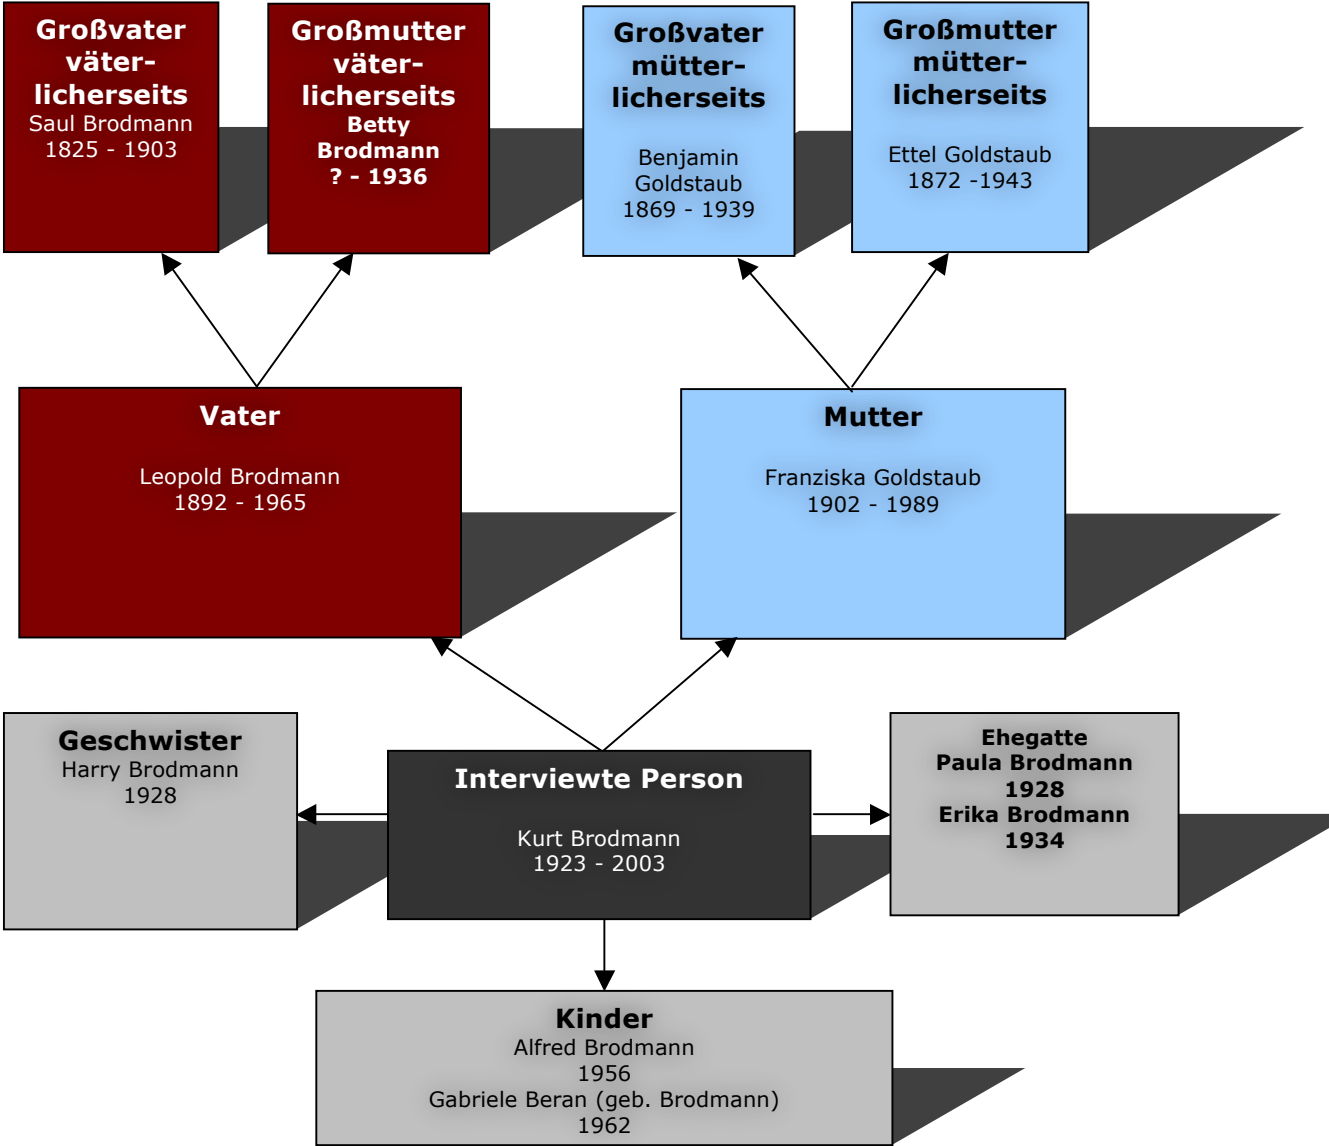 Großvater
väter-
licherseits
Saul Brodmann
1825 - 1903
Großmutter
väter-
licherseits
Betty
Brodmann
? - 1936
Großvater
mütter-
licherseits
Benjamin
Goldstaub
1869 - 1939
Großmutter
mütter-
licherseits
Ettel Goldstaub
1872 -1943
Vater
Leopold Brodmann
1892 - 1965
Mutter
Franziska Goldstaub
1902 - 1989
Geschwister
Harry Brodmann
1928
Interviewte Person
Kurt Brodmann
1923 - 2003
Ehegatte
Paula Brodmann
1928
Erika Brodmann
1934
Kinder
Alfred Brodmann
1956
Gabriele Beran (geb. Brodmann)
1962